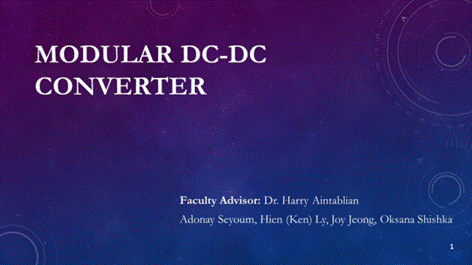 MODULAR DC-DC
CONVERTER
Faculty Advisor: Dr. Harry Aintablian
Adonay Seyoum, Hien (Ken) Ly, Joy Jeong, Oksana Shishka
1